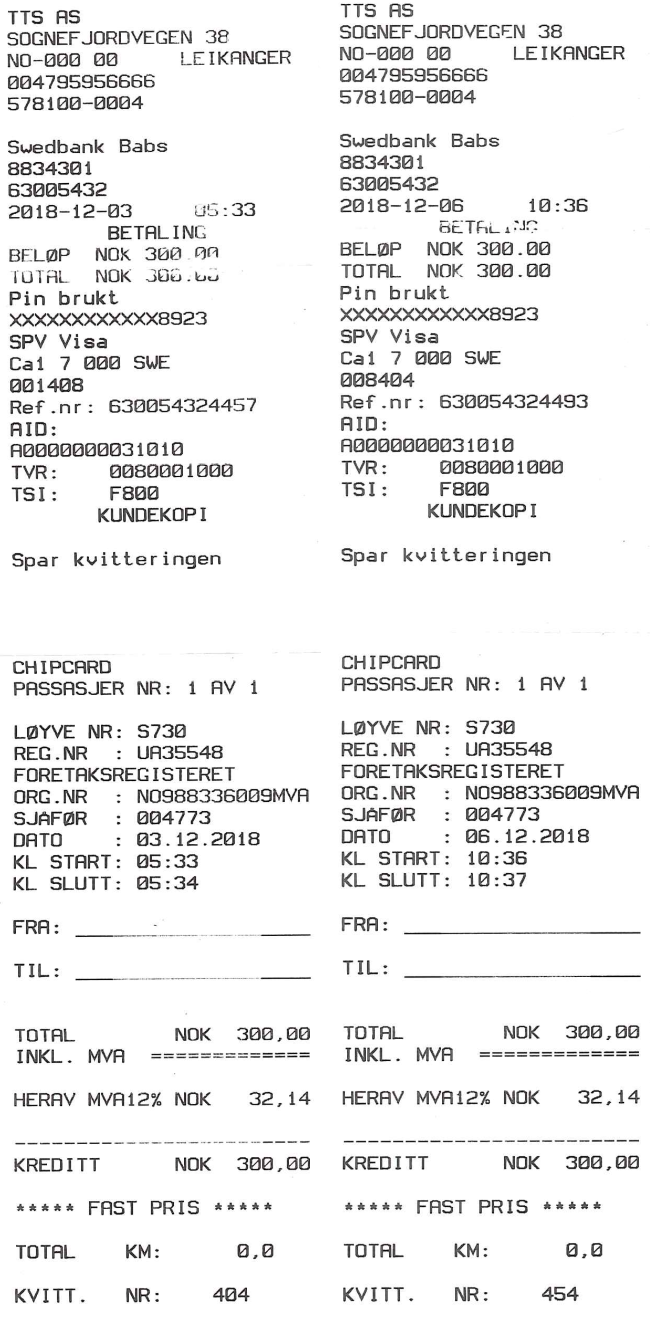 TTS AS
SOGNEFJORDVEGEN 38
NO-000 00 LEIKANGER
004795956666
578100-0004
Swedbank Babs
8834301
63005432
2018-12-03 05:33
BETALING
BELØP NOK 300.00
TOTAL NOK 300.00
Pin brukt
XXXXXXXXXXXX8923
SPV Visa
Ca1 7 000 SWE
001408
Ref.nr: 630054324457
AID:
A0000000031010
TVR: 0080001000
TSI: F800
KUNDEKOPI
Spar kvitteringen
CHIPCARD
PASSASJER NR: 1 AV 1
LØYVE NR: S730
REG.NR : UA35548
FORETAKSREGISTERET
ORG.NR : NO988336009MVA
SJÅFØR : 004773
DATO : 03.12.2018
KL START: 05:33
KL SLUTT: 05:34
FRA:
TIL:
TOTAL NOK 300,00
INKL. MVA =============
HERAV MVA12% NOK 32,14
KREDITT NOK 300,00
***** FAST PRIS *****
TOTAL KM: 0,0
KVITT. NR: 404
TTS AS
SOGNEFJORDVEGEN 38
NO-000 00 LEIKANGER
004795956666
578100-0004
Swedbank Babs
8834301
63005432
2018-12-06 10:36
BETALING
BELØP NOK 300.00
TOTAL NOK 300.00
Pin brukt
XXXXXXXXXXXX8923
SPV Visa
Ca1 7 000 SWE
008404
Ref.nr: 630054324493
AID:
A0000000031010
TVR: 0080001000
TSI: F800
KUNDEKOPI
Spar kvitteringen
CHIPCARD
PASSASJER NR: 1 AV 1
LØYVE NR: S730
REG.NR : UA35548
FORETAKSREGISTERET
ORG.NR : NO988336009MVA
SJÅFØR : 004773
DATO : 06.12.2018
KL START: 10:36
KL SLUTT: 10:37
FRA:
TIL:
TOTAL NOK 300,00
INKL. MVA =============
HERAV MVA12% NOK 32,14
KREDITT NOK 300,00
***** FAST PRIS *****
TOTAL KM: 0,0
KVITT. NR: 454